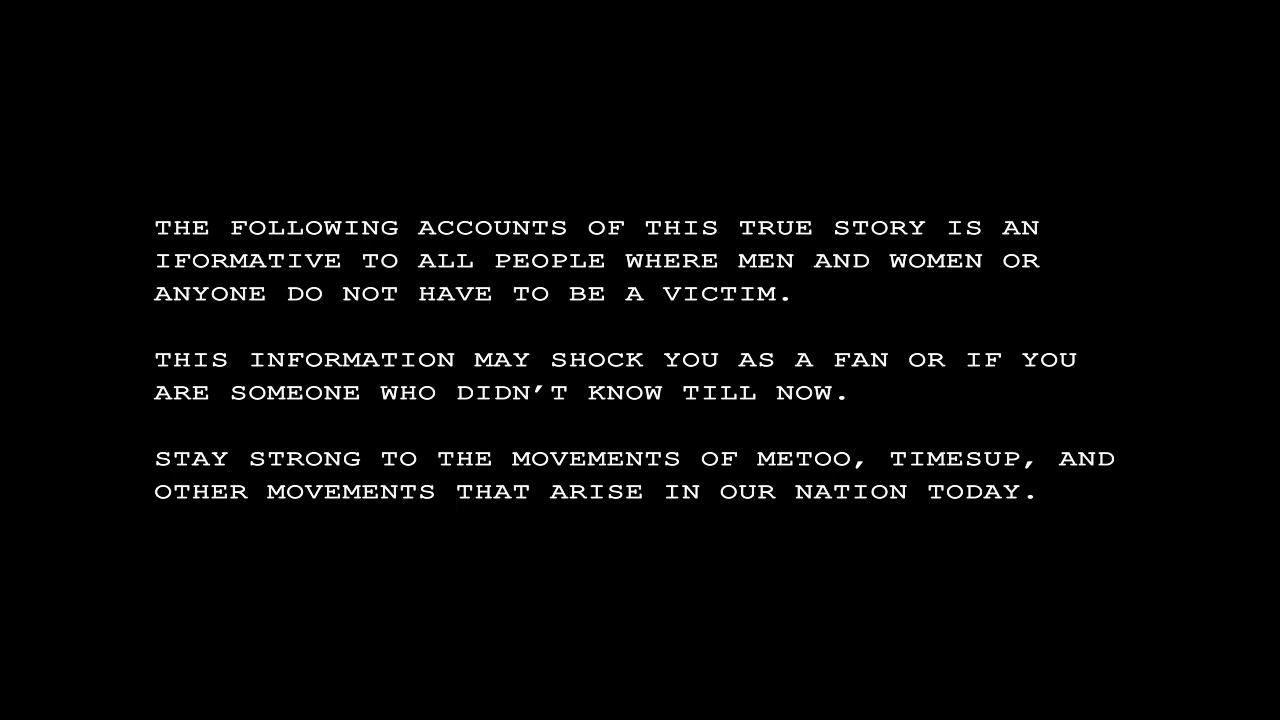 THE FOLLOWING ACCOUNTS OF THIS TRUE STORY IS AN
IFORMATIVE TO ALL PEOPLE WHERE MEN AND WOMEN OR
ANYONE DO NOT HAVE TO BE A VICTIM.
THIS INFORMATION MAY SHOCK YOU AS A FAN OR IF YOU
ARE SOMEONE WHO DIDN’T KNOW TILL NOW.
STAY STRONG TO THE MOVEMENTS OF METOO, TIMESUP, AND
OTHER MOVEMENTS THAT ARISE IN OUR NATION TODAY.